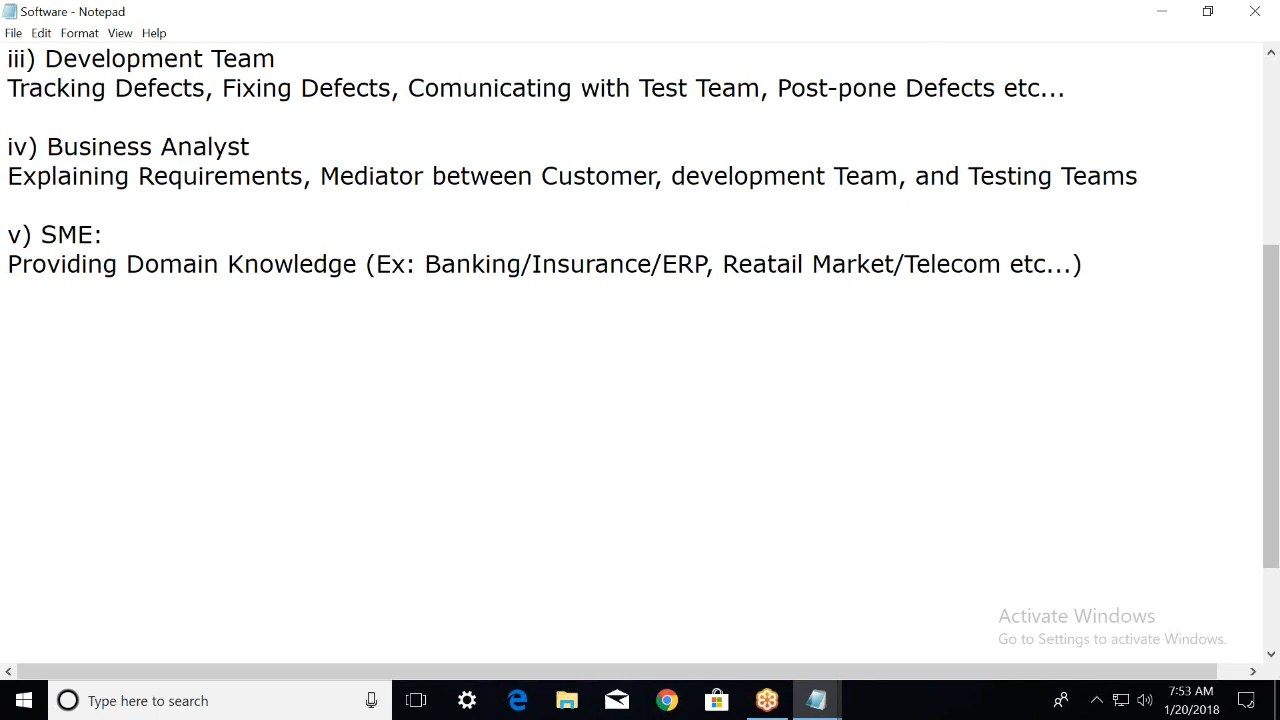 Software - Notepad
File Edit Format View Help
iii) Development Team
Tracking Defects, Fixing Defects, Comunicating with Test Team, Post-pone Defects etc...
iv) Business Analyst
Explaining Requirements, Mediator between Customer, development Team, and Testing Teams
v) SME:
Providing Domain Knowledge (Ex: Banking/Insurance/ERP, Reatail Market/Telecom etc...)
Activate Windows
Go to Settings to activate Windows.
Type here to search
7:53 AM
1/20/2018